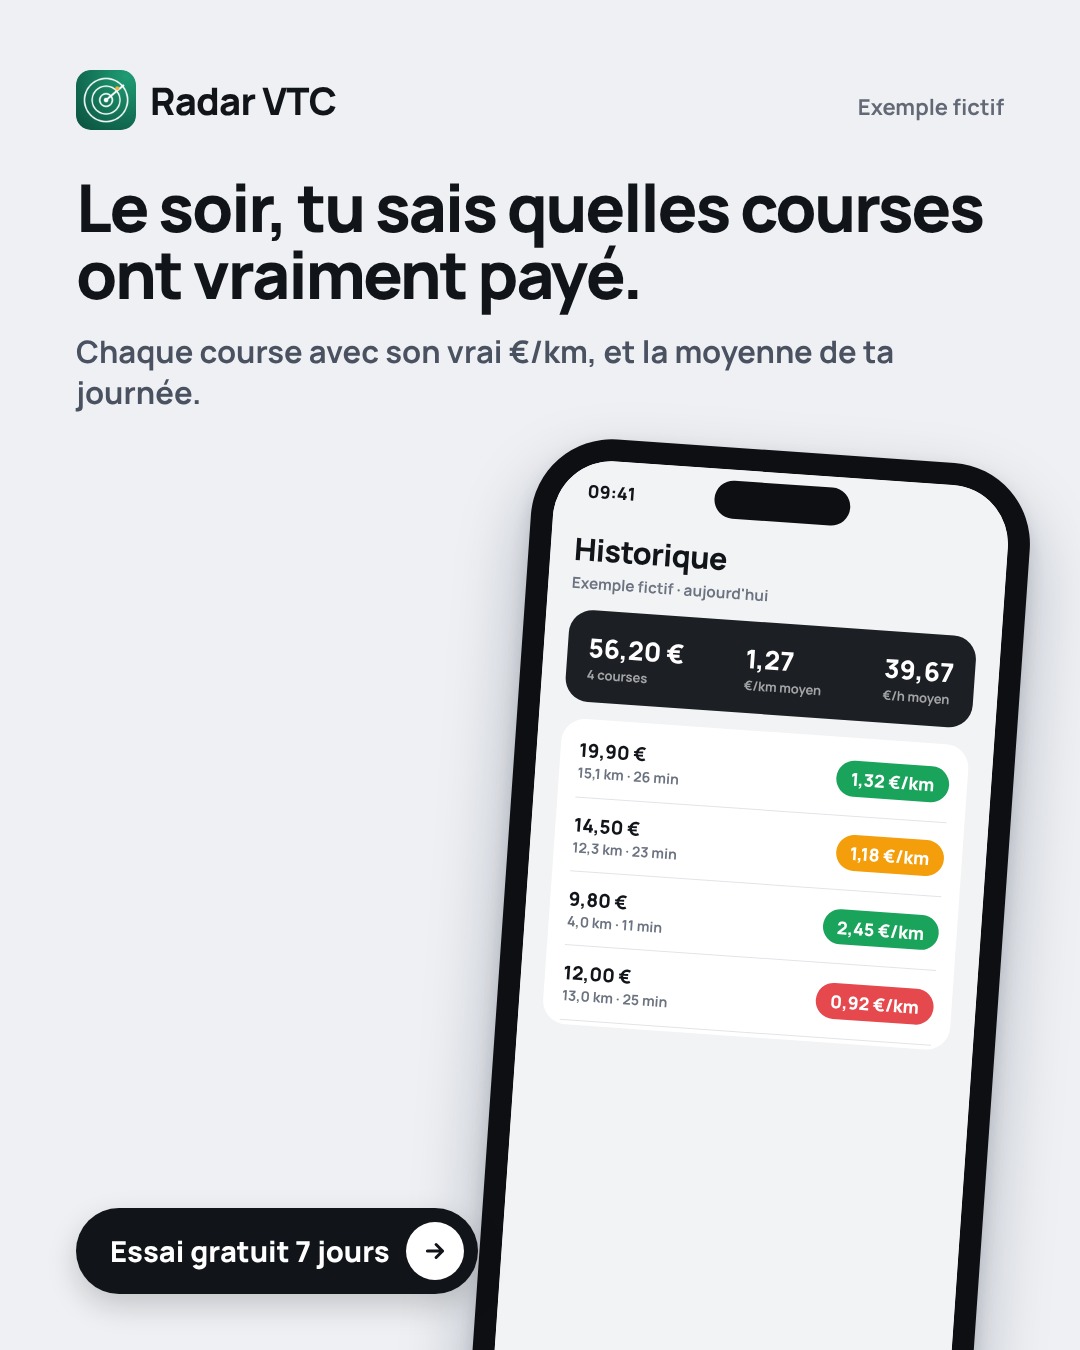 Radar VTC
Exemple fictif
Le soir, tu sais quelles courses
ont vraiment payé.
Chaque course avec son vrai €/km, et la moyenne de ta
journée.
09:41
Historique
Exemple fictif · aujourd'hui
56,20 €
4 courses
1,27
€/km moyen
39,67
€/h moyen
19,90 €
15,1 km · 26 min
1,32 €/km
14,50 €
12,3 km · 23 min
1,18 €/km
9,80 €
4,0 km · 11 min
2,45 €/km
12,00 €
13,0 km · 25 min
0,92 €/km
Essai gratuit 7 jours